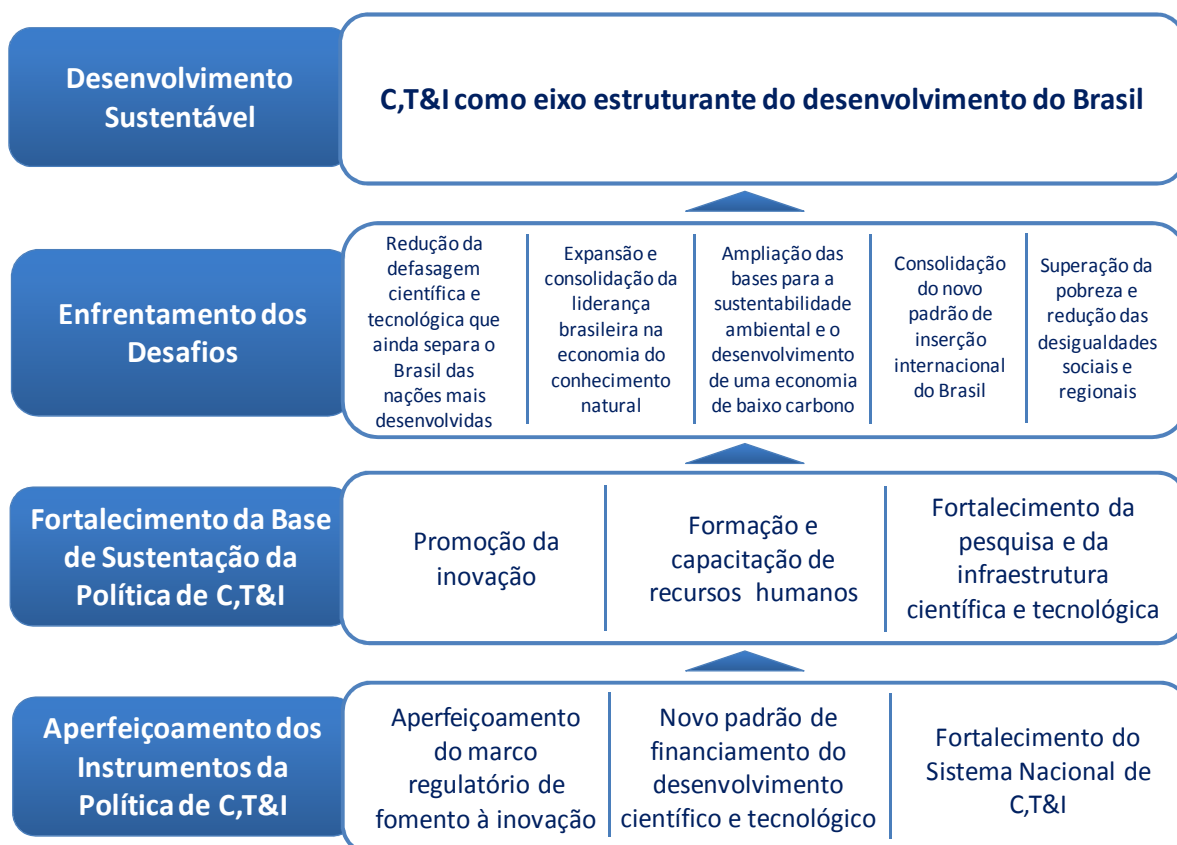 Desenvolvimento
Sustentável
C,T&I como eixo estruturante do desenvolvimento do Brasil
Enfrentamento dos
Desafios
Redução da
defasagem
científica e
tecnológica que
ainda separa o
Brasil das
nações mais
desenvolvidas
Expansão e
consolidação da
liderança
brasileira na
economia do
conhecimento
natural
Ampliação das
bases para a
sustentabilidade
ambiental e o
desenvolvimento
de uma economia
de baixo carbono
Consolidação
do novo
padrão de
inserção
internacional
do Brasil
Superação da
pobreza e
redução das
desigualdades
sociais e
regionais
Fortalecimento da Base
de Sustentação da
Política de C,T&I
Promoção da
inovação
Formação e
capacitação de
recursos humanos
Fortalecimento da
pesquisa e da
infraestrutura
científica e tecnológica
Aperfeiçoamento dos
Instrumentos da
Política de C,T&I
Aperfeiçoamento
do marco
regulatório de
fomento à inovação
Novo padrão de
financiamento do
desenvolvimento
científico e tecnológico
Fortalecimento do
Sistema Nacional de
C,T&I